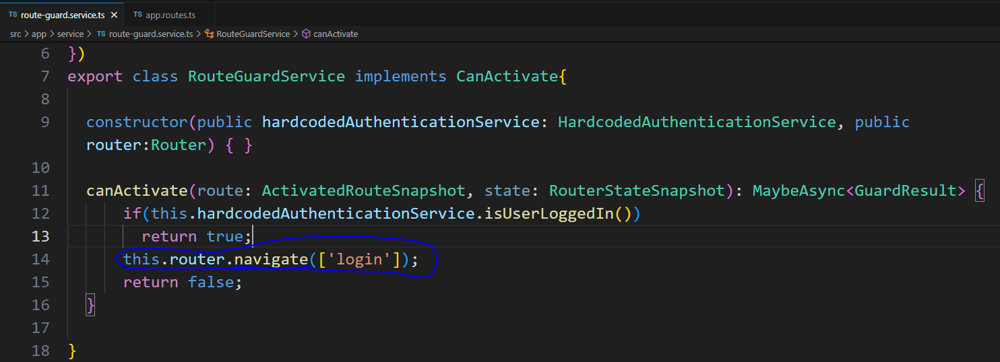 TS route-guard.service.ts × TS app.routes.ts
src > app > service > TS route-guard.service.ts > RouteGuardService > canActivate
6 })
7 export class RouteGuardService implements CanActivate{
8
9 constructor(public hardcodedAuthenticationService: HardcodedAuthenticationService, public
router:Router) { }
10
11 canActivate(route: ActivatedRouteSnapshot, state: RouterStateSnapshot): MaybeAsync<GuardResult> {
12 if(this.hardcodedAuthenticationService.isUserLoggedIn())
13 return true;
14 this.router.navigate(['login']);
15 return false;
16 }
17
18 }